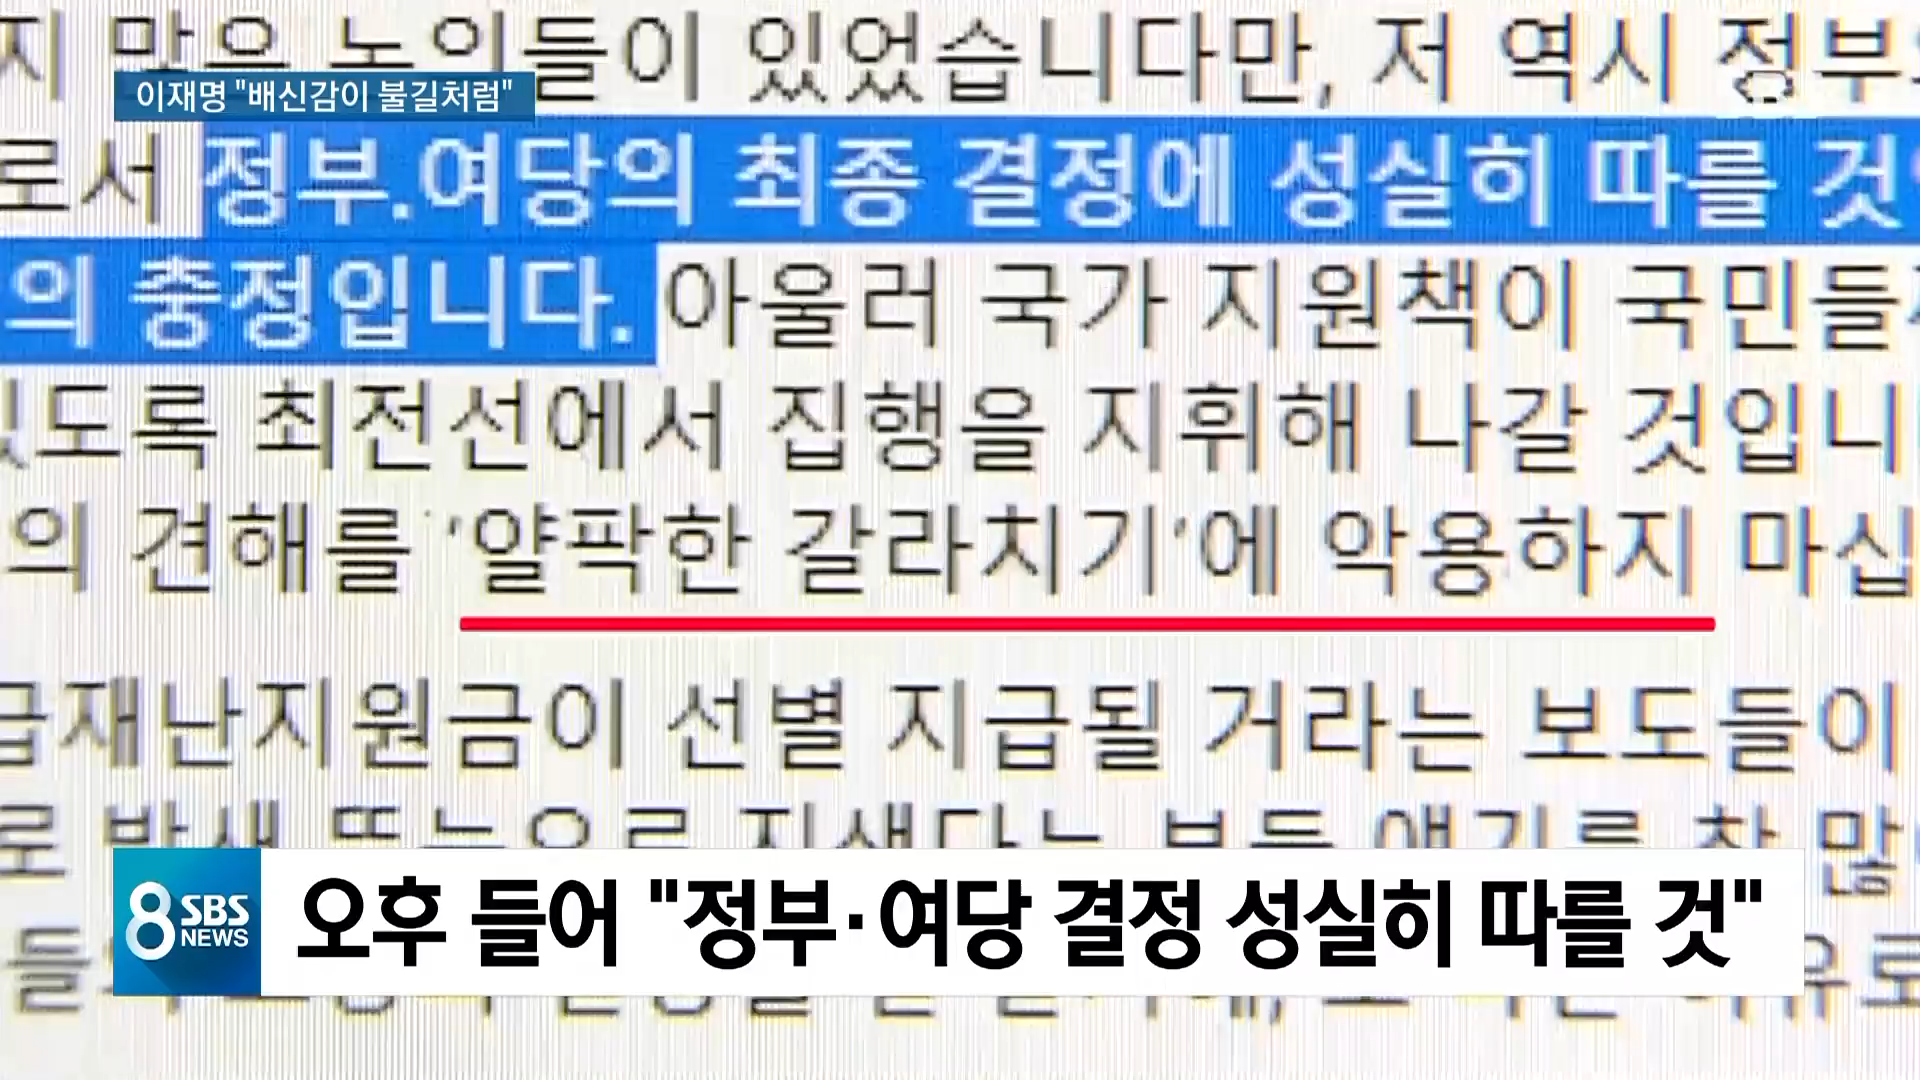 지 많은 논의들이 있었습니다만, 저 역시 정부
이재명 "배신감이 불길처럼"
로서 정부.여당의 최종 결정에 성실히 따를 것
의 충정입니다. 아울러 국가 지원책이 국민들
있도록 최전선에서 집행을 지휘해 나갈 것입니
의 견해를 '얄팍한 갈라치기'에 악용하지 마십
급재난지원금이 선별 지급될 거라는 보도들이
많
8 SBS NEWS
오후 들어 "정부·여당 결정 성실히 따를 것"